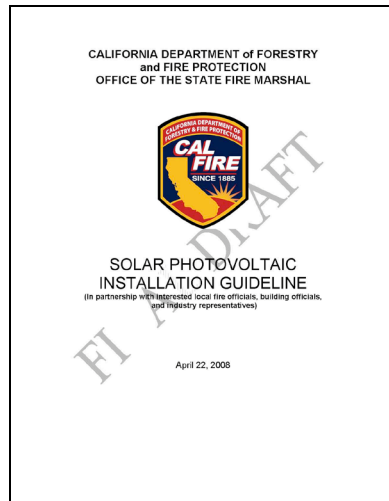 CALIFORNIA DEPARTMENT of FORESTRY
and FIRE PROTECTION
OFFICE OF THE STATE FIRE MARSHAL
CALIFORNIA DEPARTMENT OF
FORESTRY & FIRE PROTECTION
CAL
FIRE
SINCE 1885
FI A DRAFT
SOLAR PHOTOVOLTAIC
INSTALLATION GUIDELINE
(In partnership with interested local fire officials, building officials,
and industry representatives)
April 22, 2008